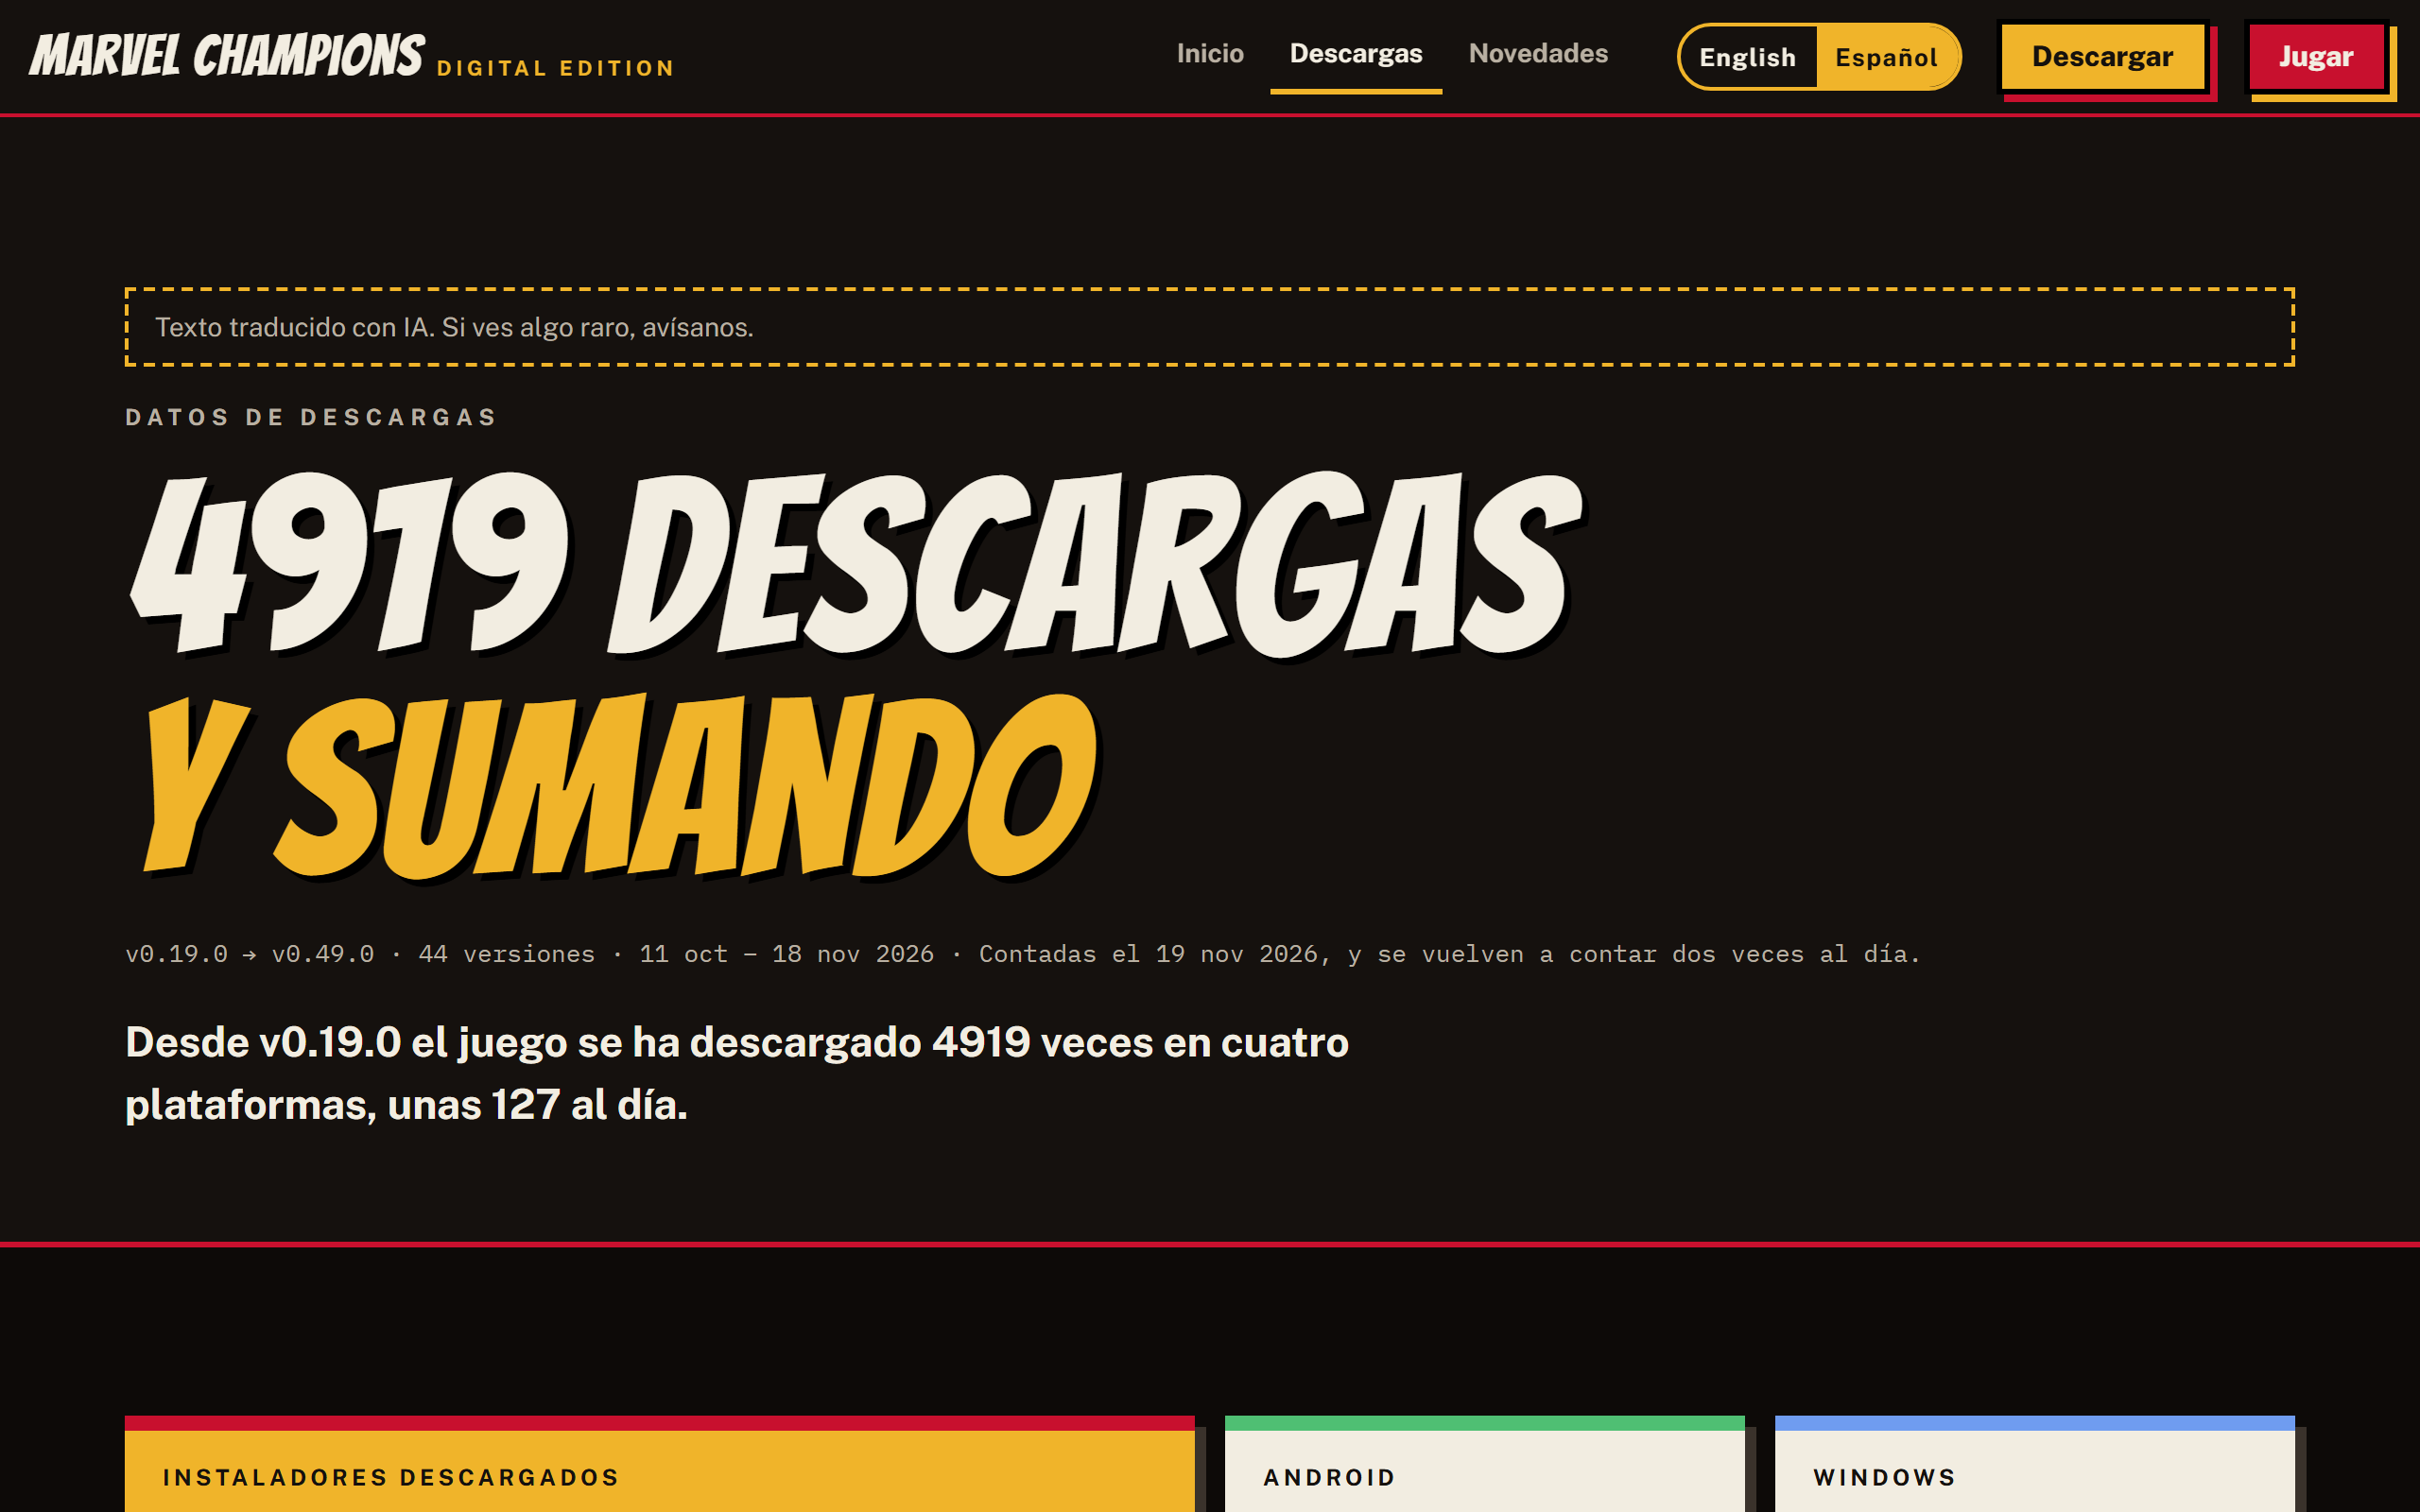 MARVEL CHAMPIONS DIGITAL EDITION
Inicio
Descargas
Novedades
English
Español
Descargar
Jugar
Texto traducido con IA. Si ves algo raro, avísanos.
DATOS DE DESCARGAS
4919 DESCARGAS
Y SUMANDO
v0.19.0 → v0.49.0 · 44 versiones · 11 oct – 18 nov 2026 · Contadas el 19 nov 2026, y se vuelven a contar dos veces al día.
Desde v0.19.0 el juego se ha descargado 4919 veces en cuatro
plataformas, unas 127 al día.
INSTALADORES DESCARGADOS
ANDROID
WINDOWS